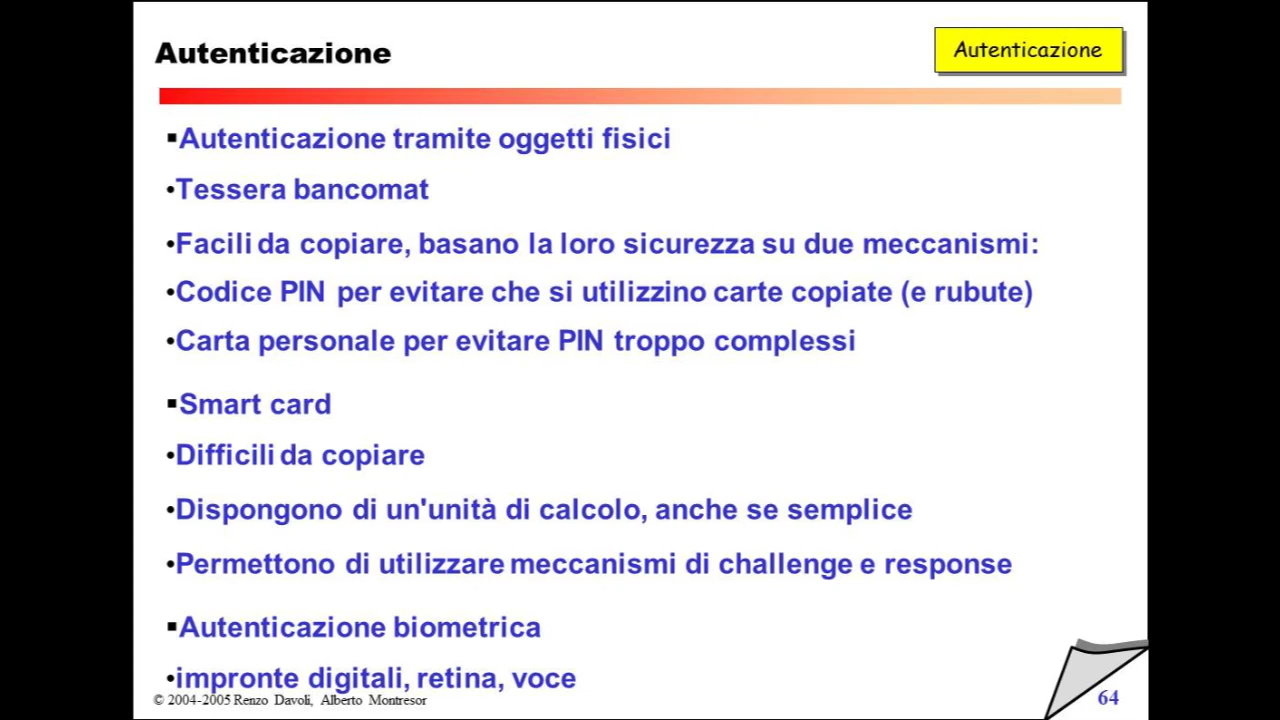 Autenticazione
Autenticazione
▪Autenticazione tramite oggetti fisici
•Tessera bancomat
•Facili da copiare, basano la loro sicurezza su due meccanismi:
•Codice PIN per evitare che si utilizzino carte copiate (e rubute)
•Carta personale per evitare PIN troppo complessi
▪Smart card
•Difficili da copiare
•Dispongono di un'unità di calcolo, anche se semplice
•Permettono di utilizzare meccanismi di challenge e response
▪Autenticazione biometrica
•impronte digitali, retina, voce
© 2004-2005 Renzo Davoli, Alberto Montresor
64